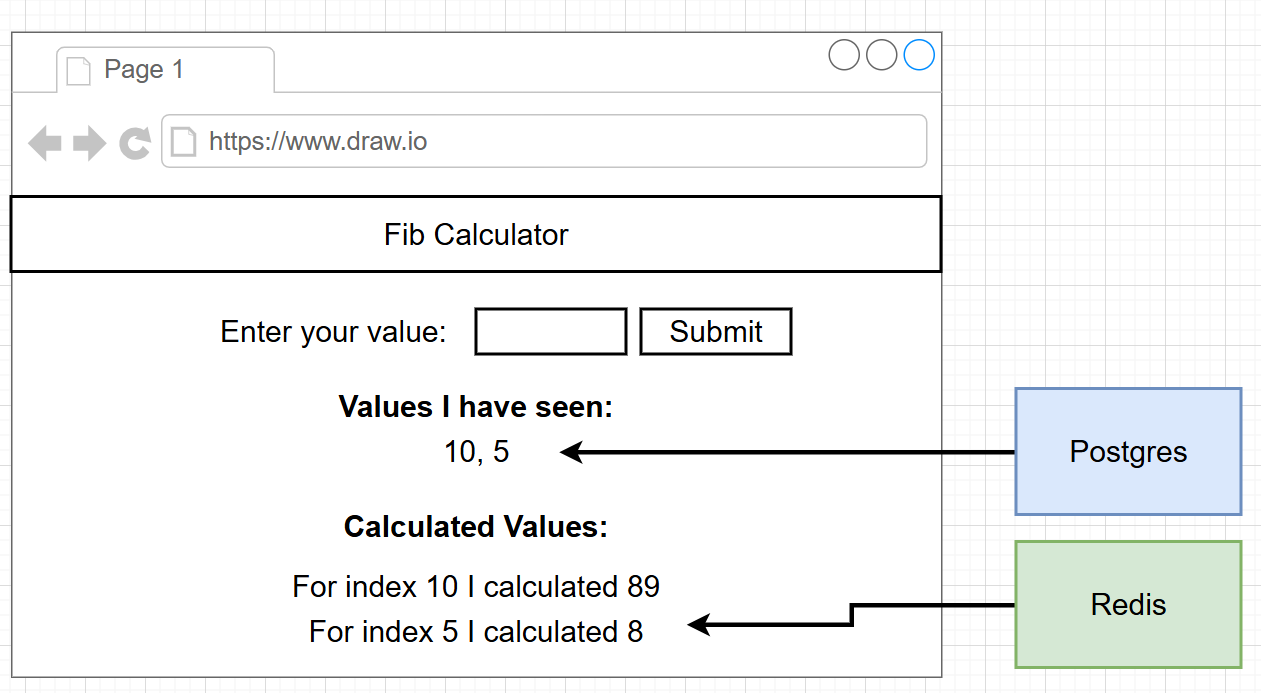 Page 1
https://www.draw.io
Fib Calculator
Enter your value:
Submit
Values I have seen:
10, 5
Postgres
Calculated Values:
For index 10 I calculated 89
For index 5 I calculated 8
Redis